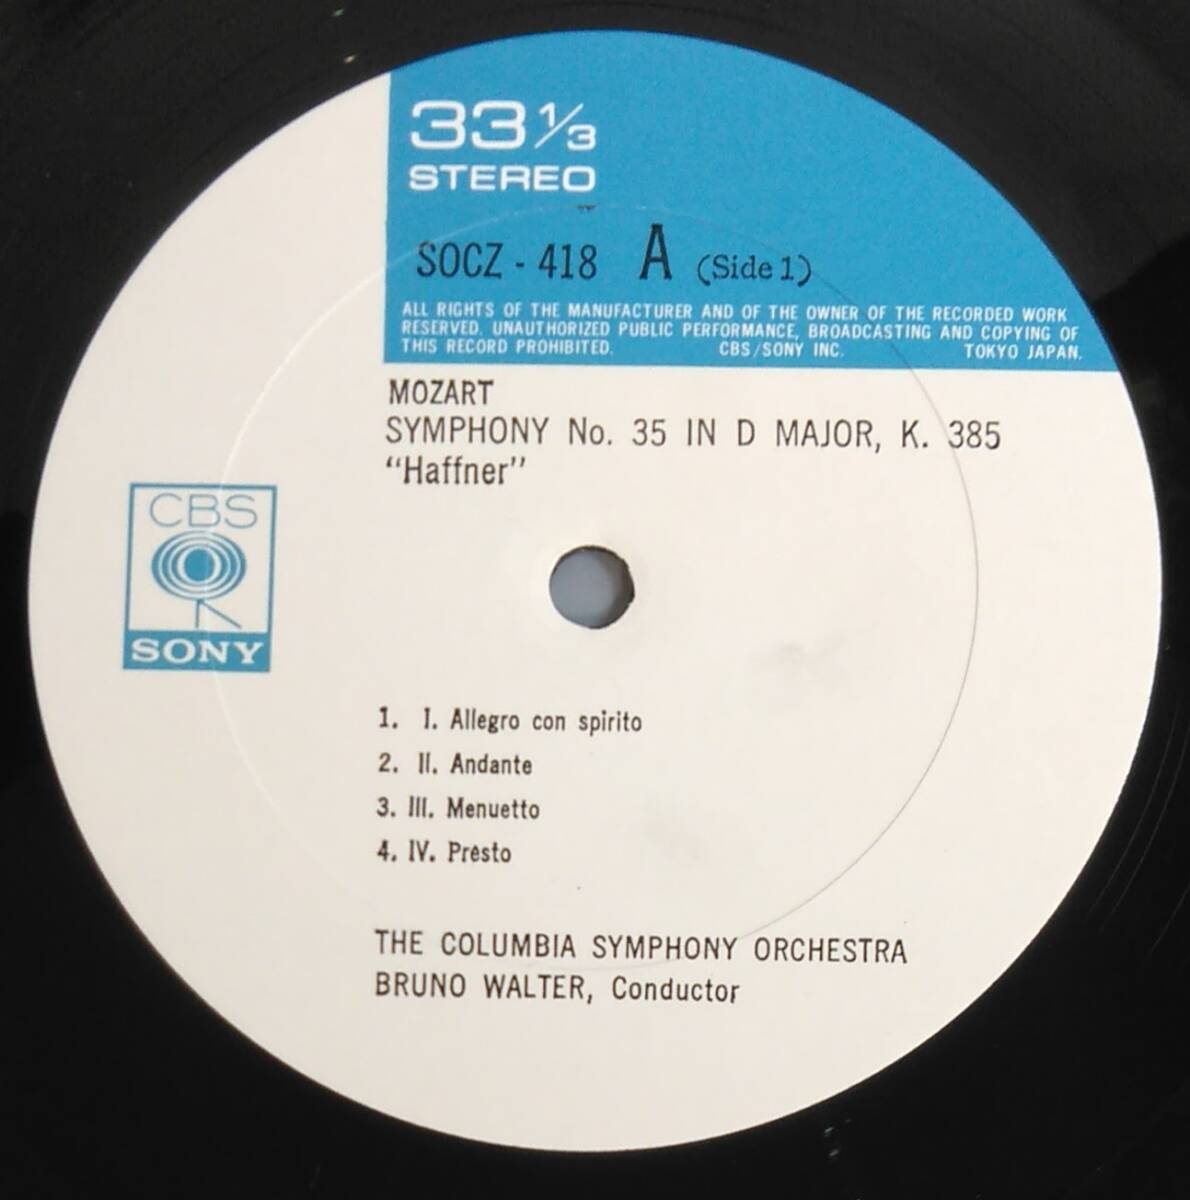 33 1/3
STEREO
SOCZ - 418 A (Side 1)
ALL RIGHTS OF THE MANUFACTURER AND OF THE OWNER OF THE RECORDED WORK
RESERVED. UNAUTHORIZED PUBLIC PERFORMANCE, BROADCASTING AND COPYING OF
THIS RECORD PROHIBITED. CBS/SONY INC. TOKYO JAPAN.
MOZART
SYMPHONY No. 35 IN D MAJOR, K. 385
“Haffner”
CBS
SONY
1. I. Allegro con spirito
2. II. Andante
3. III. Menuetto
4. IV. Presto
THE COLUMBIA SYMPHONY ORCHESTRA
BRUNO WALTER, Conductor